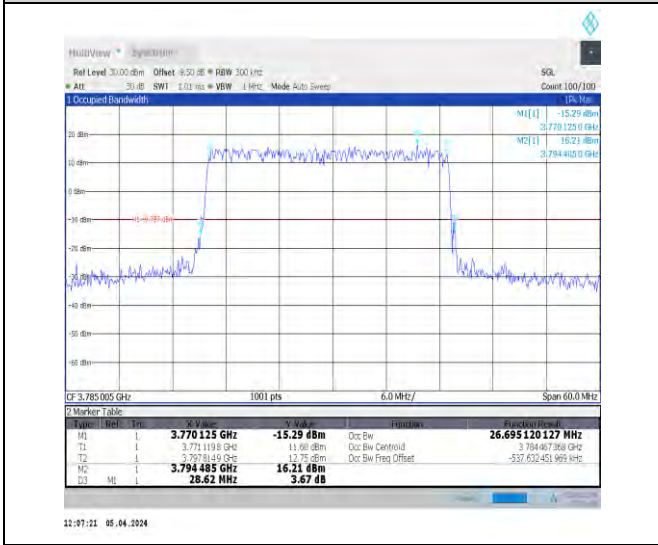 MultiView Spectrum
Ref Level 30.00 dBm Offset 8.50 dB RBW 300 kHz SGL
Att 30 dB SWT 1.01 ms VBW 1 MHz Mode Auto Sweep Count 100/100
1 Occupied Bandwidth 1Pk Max
M1[1] -15.29 dBm
3.770 125 0 GHz
M2[1] 16.21 dBm
3.794 485 0 GHz
20 dBm
10 dBm
0 dBm
-10 dBm
-20 dBm
-30 dBm
-40 dBm
-50 dBm
-60 dBm
CF 3.785 005 GHz 1001 pts 6.0 MHz/ Span 60.0 MHz
2 Marker Table
Type Ref Trc X-Value Y-Value Function Function Result
M1 1 3.770 125 GHz -15.29 dBm Occ Bw 26.695 120 127 MHz
T1 1 3.771 119 8 GHz 11.60 dBm Occ Bw Centroid 3.784 467 368 GHz
T2 1 3.797 814 9 GHz 12.75 dBm Occ Bw Freq Offset -537.632 451 969 kHz
M2 1 3.794 485 GHz 16.21 dBm
D3 M1 1 28.62 MHz 3.67 dB
12:07:21 05.04.2024